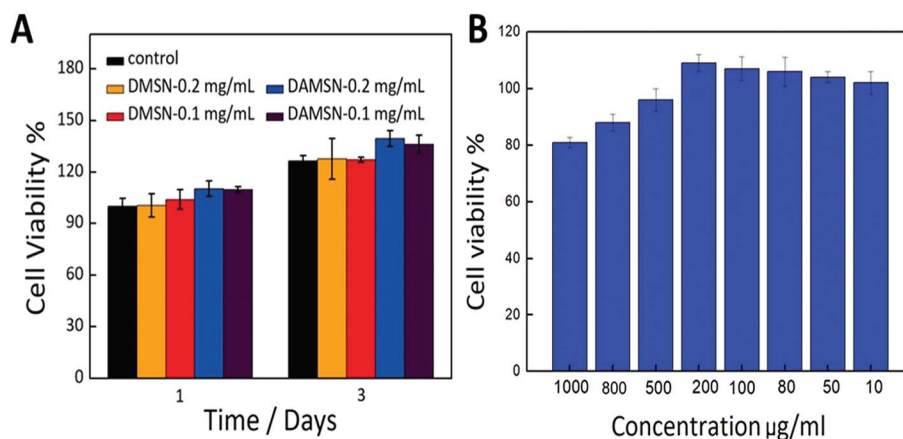 A
Cell Viability %
180
150
120
90
60
30
0
control
DMSN-0.2 mg/mL DAMSN-0.2 mg/mL
DMSN-0.1 mg/mL DAMSN-0.1 mg/mL
1 3
Time / Days
B
Cell viability %
120
100
80
60
40
20
0
1000 800 500 200 100 80 50 10
Concentration µg/ml